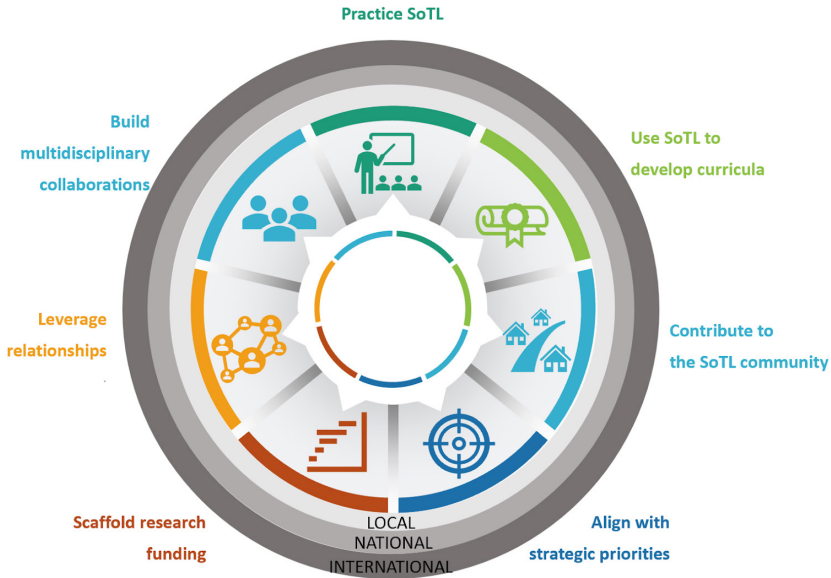 Practice SoTL
Build
multidisciplinary
collaborations
Use SoTL to
develop curricula
Leverage
relationships
Contribute to
the SoTL community
Scaffold research
funding
Align with
strategic priorities
LOCAL
NATIONAL
INTERNATIONAL